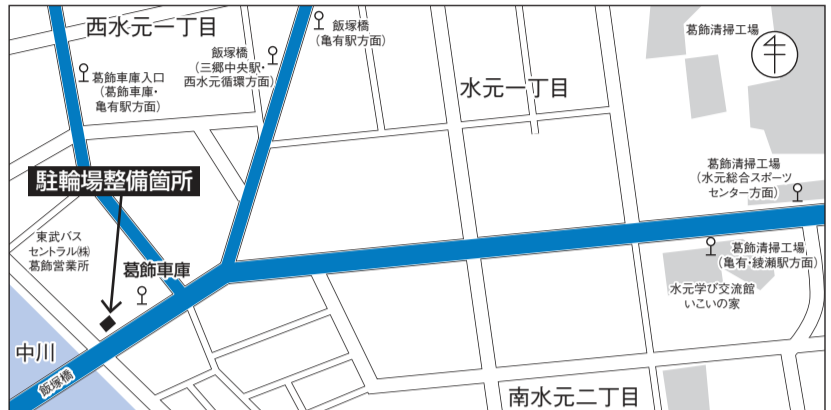 西水元一丁目
飯塚橋
(亀有駅方面)
飯塚橋
(三郷中央駅・
西水元循環方面)
葛飾車庫入口
(葛飾車庫・
亀有駅方面)
水元一丁目
葛飾清掃工場
駐輪場整備箇所
葛飾清掃工場
(水元総合スポーツ
センター方面)
東武バス
セントラル㈱
葛飾営業所
葛飾車庫
葛飾清掃工場
(亀有・綾瀬駅方面)
水元学び交流館
いこいの家
中川
飯塚橋
南水元二丁目